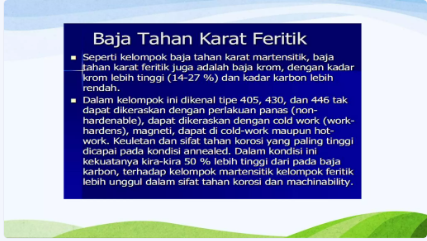 Baja Tahan Karat Feritik
Seperti kelompok baja tahan karat martensitik, baja
tahan karat feritik juga adalah baja krom, dengan kadar
krom lebih tinggi (14-27 %) dan kadar karbon lebih
rendah.
Dalam kelompok ini dikenal tipe 405, 430, dan 446 tak
dapat dikeraskan dengan perlakuan panas (non-
hardenable), dapat dikeraskan dengan cold work (work-
hardens), magneti, dapat di cold-work maupun hot-
work. Keuletan dan sifat tahan korosi yang paling tinggi
dicapai pada kondisi annealed. Dalam kondisi ini
kekuatanya kira-kira 50 % lebih tinggi dari pada baja
karbon, terhadap kelompok martensitik kelompok feritik
lebih unggul dalam sifat tahan korosi dan machinability.